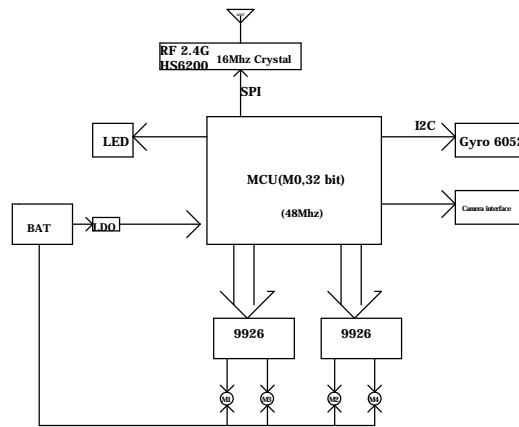 RF 2.4G
HS6200 16Mhz Crystal
SPI
LED
I2C
Gyro 6052
MCU(M0,32 bit)
(48Mhz)
Camera interface
BAT
LDO
9926
9926
M1
M3
M2
M4